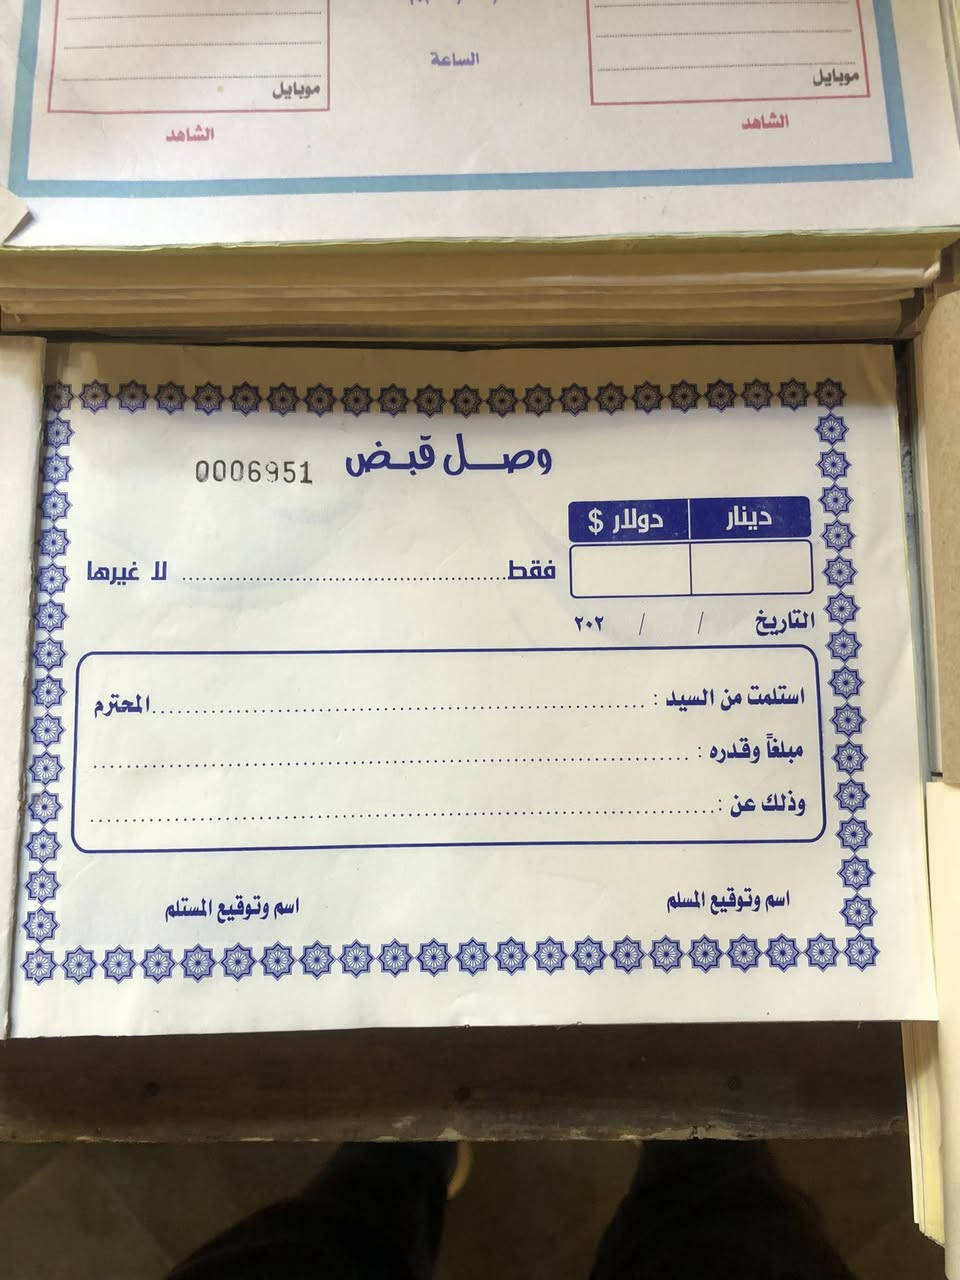 الساعة
موبايل
موبايل
الشاهد
الشاهد
وصل قبض
0006951
دينار
دولار $
فقط........................................ لا غيرها
التاريخ / / ٢٠٢
استلمت من السيد : ........................................المحترم
مبلغاً وقدره : ........................................
وذلك عن : ........................................
اسم وتوقيع المسلم
اسم وتوقيع المستلم